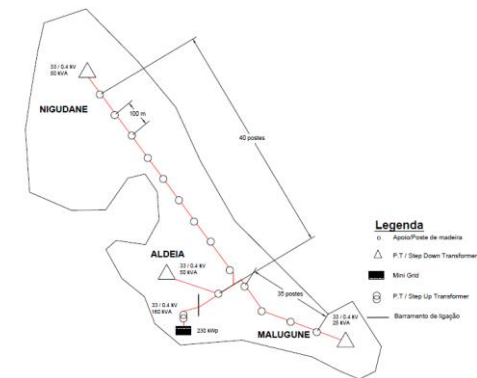 33 / 0.4 kV
50 kVA
NIGUDANE
100 m
40 postes
ALDEIA
33 / 0.4 kV
50 kVA
33 / 0.4 kV
160 kVA
230 kWp
35 postes
33 / 0.4 kV
25 kVA
MALUGUNE
Legenda
Apoio/Poste de madeira
P.T / Step Down Transformer
Mini Grid
P.T / Step Up Transformer
Barramento de ligação